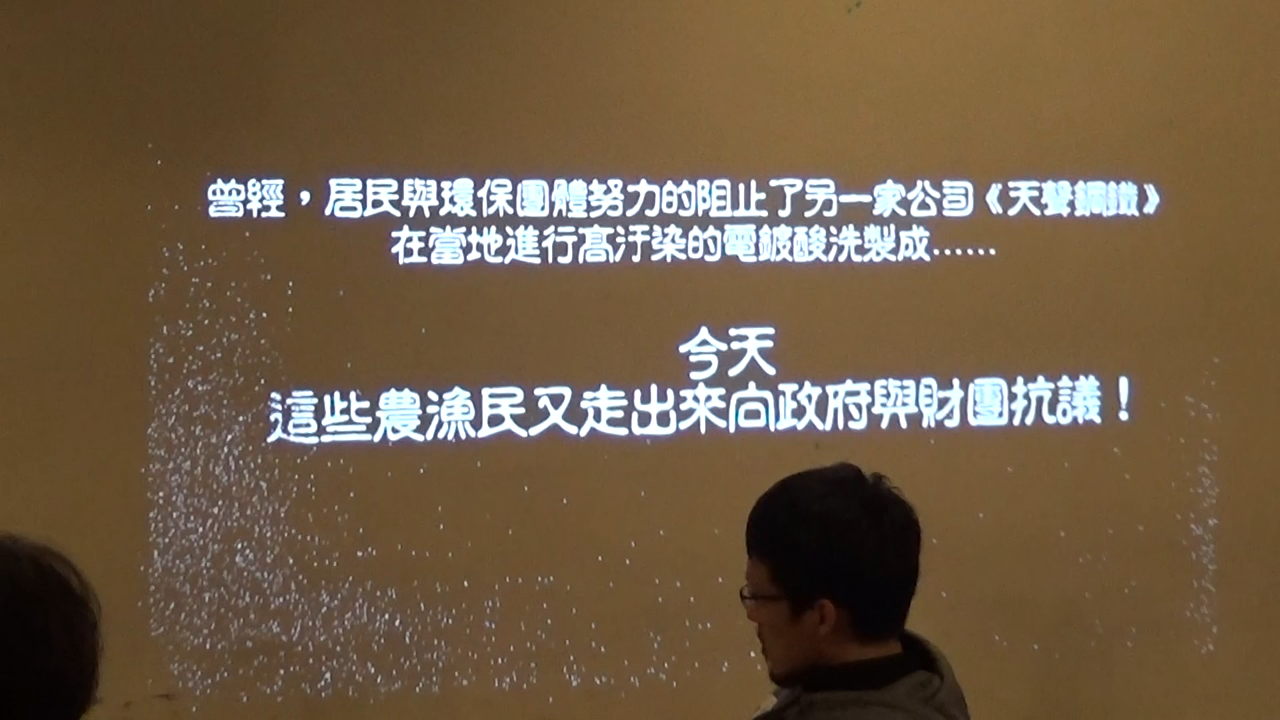 曾經，居民與環保團體努力的阻止了另一家公司《天聲鋼鐵》
在當地進行高汙染的電鍍酸洗製成……
今天
這些農漁民又走出來向政府與財團抗議！